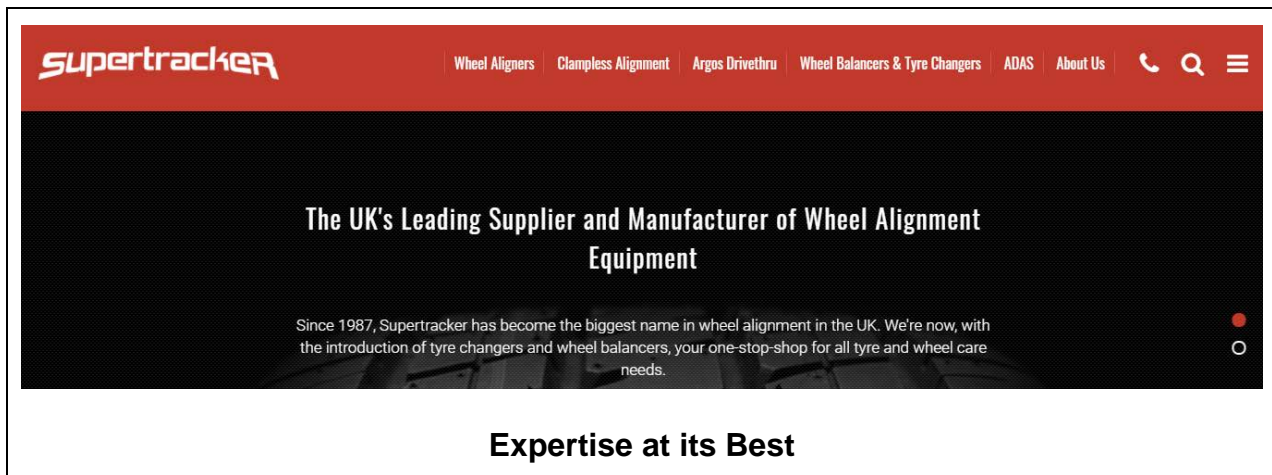 supertracker
Wheel Aligners
Clampless Alignment
Argos Drivethru
Wheel Balancers & Tyre Changers
ADAS
About Us
The UK's Leading Supplier and Manufacturer of Wheel Alignment
Equipment
Since 1987, Supertracker has become the biggest name in wheel alignment in the UK. We're now, with
the introduction of tyre changers and wheel balancers, your one-stop-shop for all tyre and wheel care
needs.
Expertise at its Best